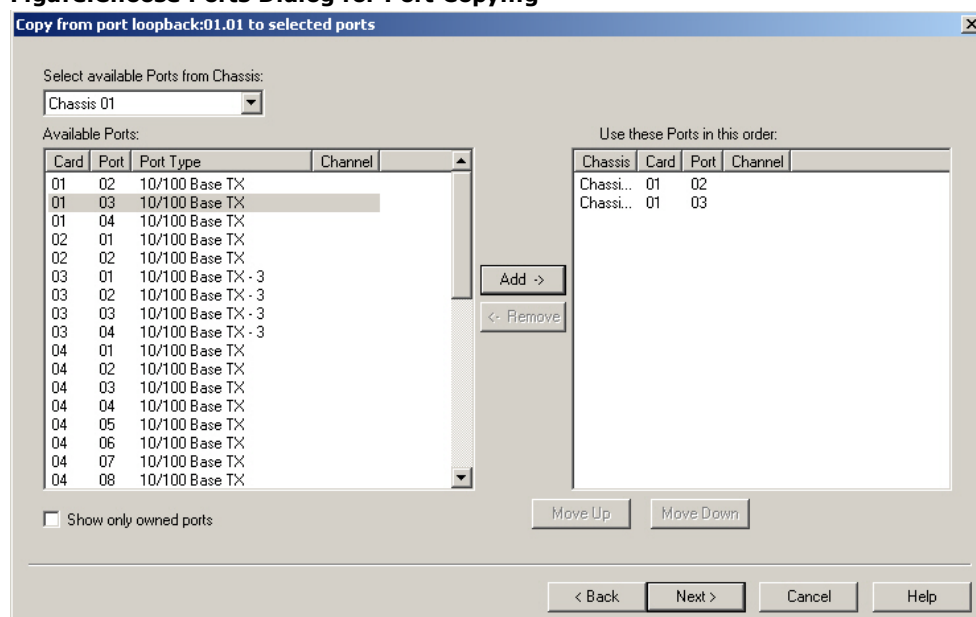 Figure:Choose Ports Dialog for Port Copying
Copy from port loopback:01.01 to selected ports
Select available Ports from Chassis:
Chassis 01
Available Ports:
Card Port Port Type Channel
01 02 10/100 Base TX
01 03 10/100 Base TX
01 04 10/100 Base TX
02 01 10/100 Base TX
02 02 10/100 Base TX
03 01 10/100 Base TX - 3
03 02 10/100 Base TX - 3
03 03 10/100 Base TX - 3
03 04 10/100 Base TX - 3
04 01 10/100 Base TX
04 02 10/100 Base TX
04 03 10/100 Base TX
04 04 10/100 Base TX
04 05 10/100 Base TX
04 06 10/100 Base TX
04 07 10/100 Base TX
04 08 10/100 Base TX
Show only owned ports
Add ->
<- Remove
Use these Ports in this order:
Chassis Card Port Channel
Chassi... 01 02
Chassi... 01 03
Move Up Move Down
< Back Next > Cancel Help